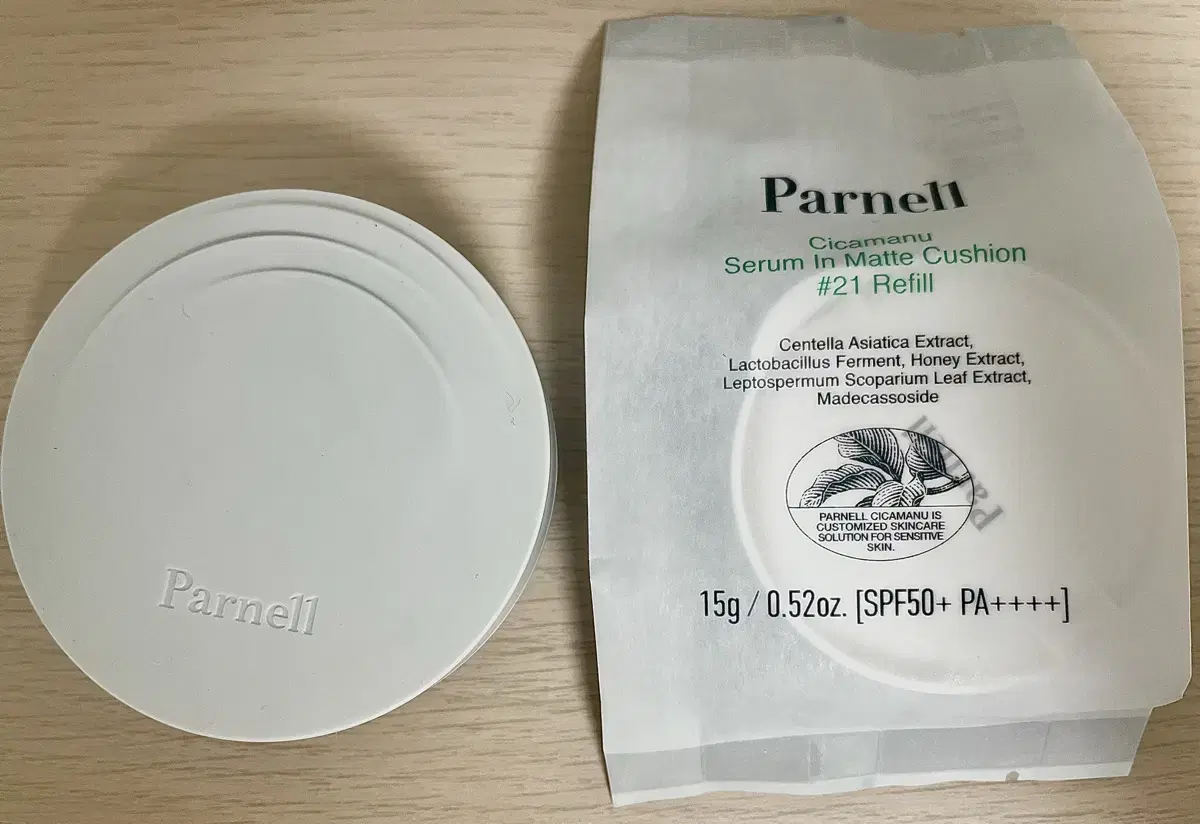 Parnell
Parnell
Cicamanu
Serum In Matte Cushion
#21 Refill
Centella Asiatica Extract,
Lactobacillus Ferment, Honey Extract,
Leptospermum Scoparium Leaf Extract,
Madecassoside
Parnell
PARNELL CICAMANU IS
CUSTOMIZED SKINCARE
SOLUTION FOR SENSITIVE
SKIN.
15g / 0.52oz. [SPF50+ PA++++]